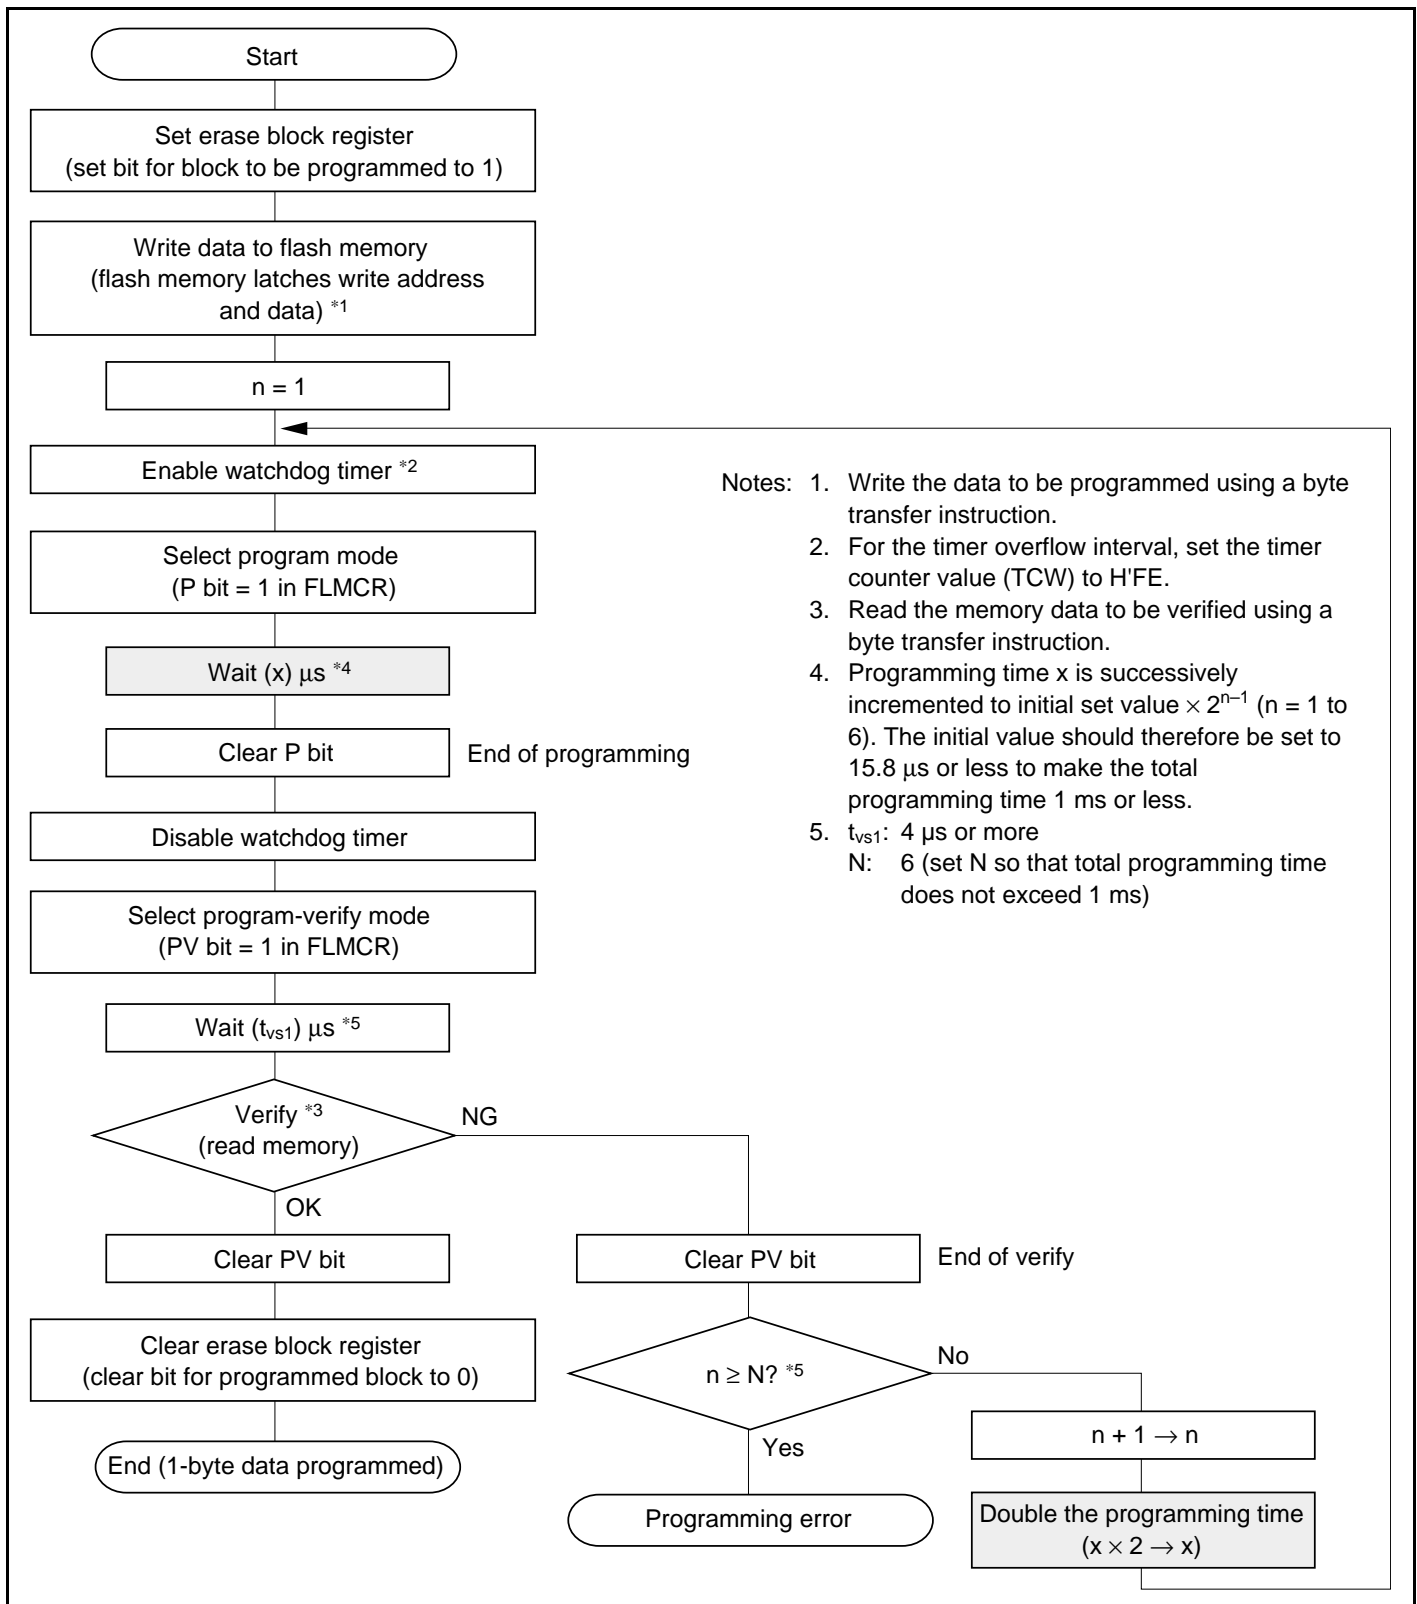 Start
Set erase block register
(set bit for block to be programmed to 1)
Write data to flash memory
(flash memory latches write address
and data) *1
n = 1
Enable watchdog timer *2
Select program mode
(P bit = 1 in FLMCR)
Wait (x) μs *4
Clear P bit
End of programming
Disable watchdog timer
Select program-verify mode
(PV bit = 1 in FLMCR)
Wait (tvs1) μs *5
Verify *3
(read memory)
NG
OK
Clear PV bit
Clear erase block register
(clear bit for programmed block to 0)
End (1-byte data programmed)
Clear PV bit
End of verify
n ≥ N? *5
No
Yes
Programming error
n + 1 → n
Double the programming time
(x × 2 → x)
Notes: 1. Write the data to be programmed using a byte
transfer instruction.
2. For the timer overflow interval, set the timer
counter value (TCW) to H'FE.
3. Read the memory data to be verified using a
byte transfer instruction.
4. Programming time x is successively
incremented to initial set value × 2ⁿ⁻¹ (n = 1 to
6). The initial value should therefore be set to
15.8 μs or less to make the total
programming time 1 ms or less.
5. tvs1: 4 µs or more
N: 6 (set N so that total programming time
does not exceed 1 ms)